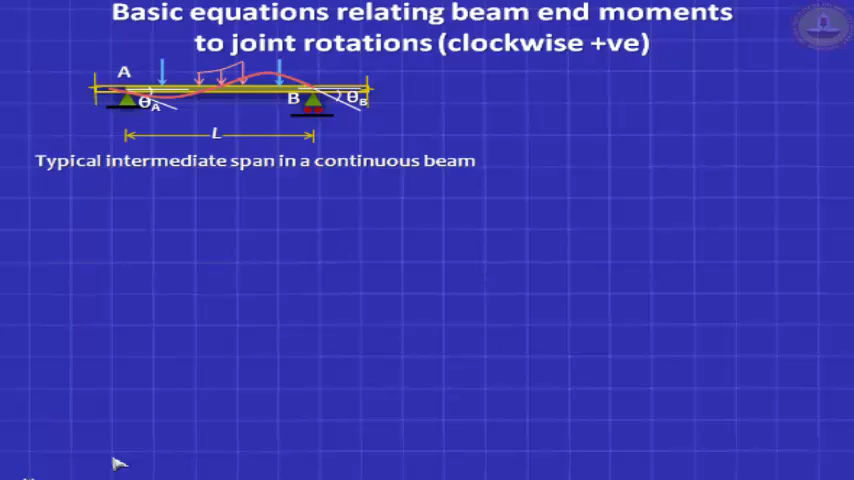 Basic equations relating beam end moments
to joint rotations (clockwise +ve)
A
θA
B
θB
L
Typical intermediate span in a continuous beam